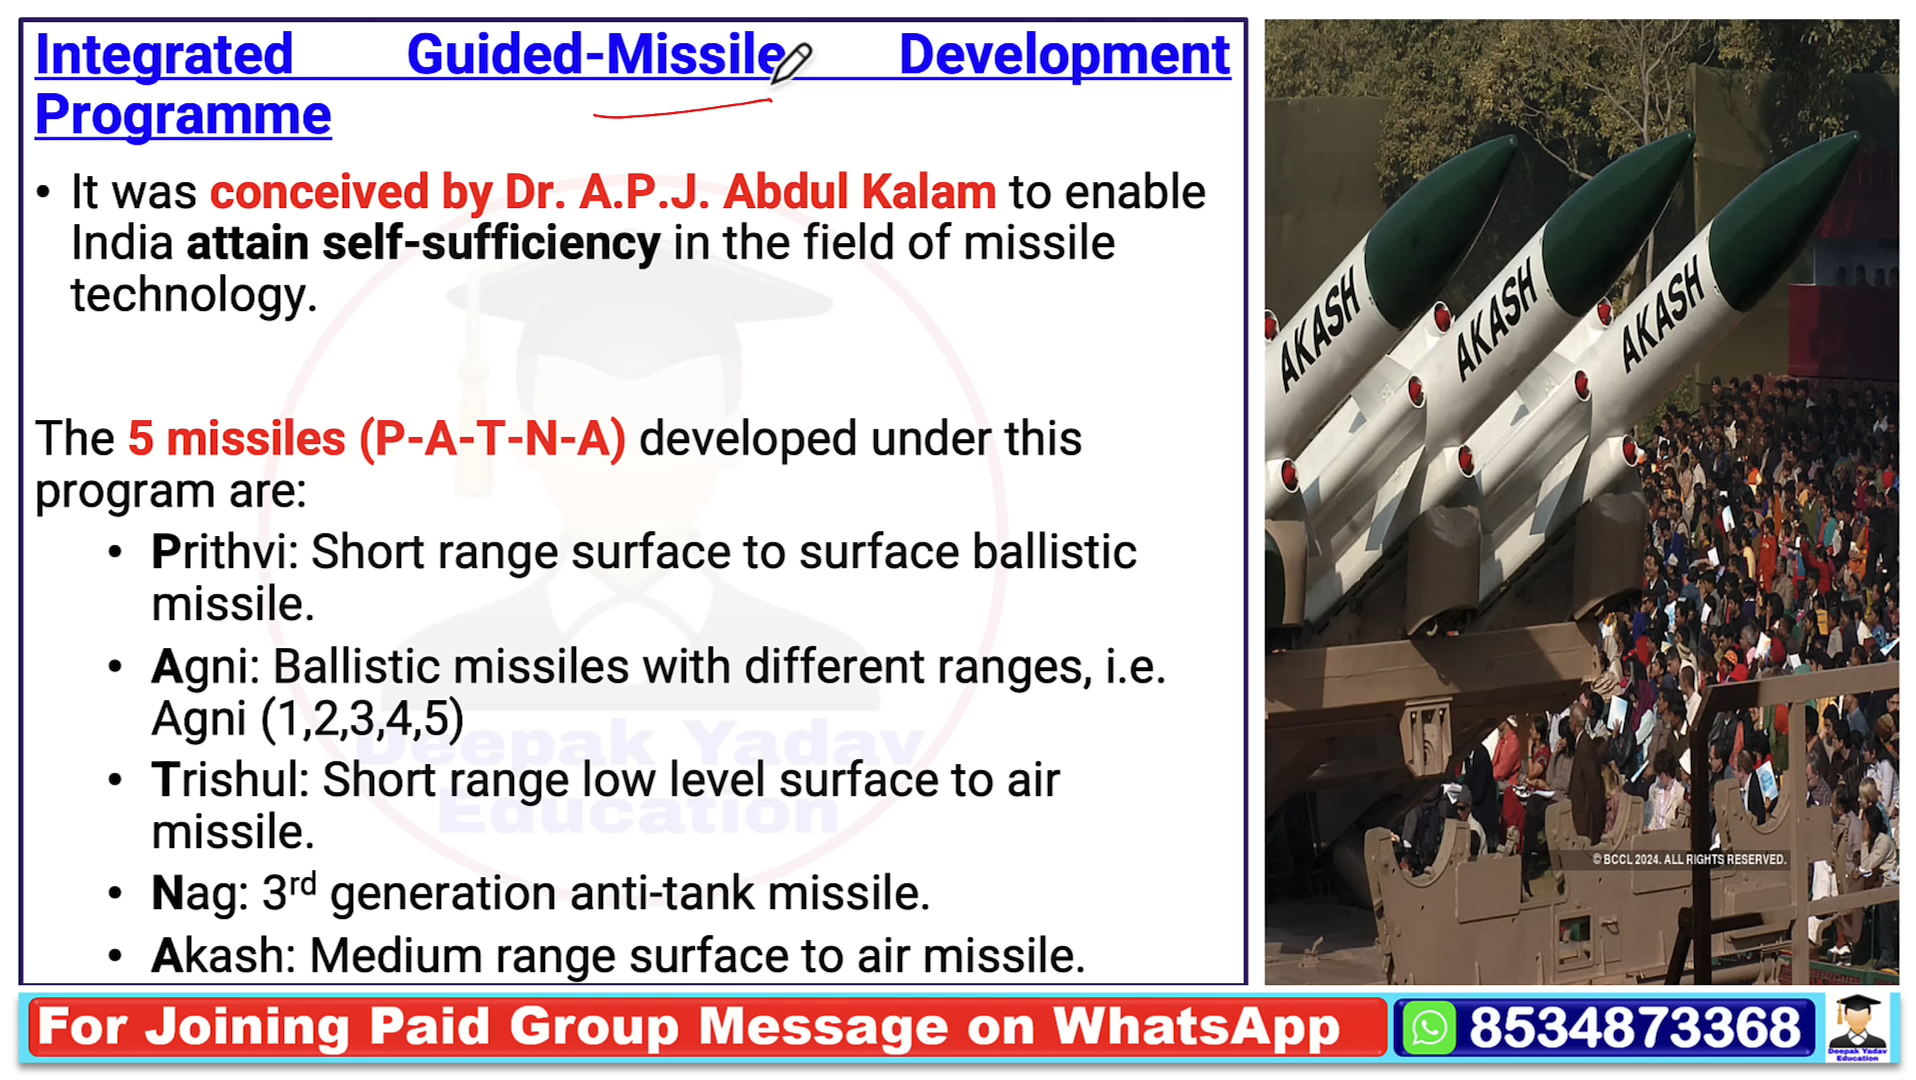 Integrated Guided-Missile Development
Programme
• It was conceived by Dr. A.P.J. Abdul Kalam to enable
India attain self-sufficiency in the field of missile
technology.
The 5 missiles (P-A-T-N-A) developed under this
program are:
• Prithvi: Short range surface to surface ballistic
missile.
• Agni: Ballistic missiles with different ranges, i.e.
Agni (1,2,3,4,5)
• Trishul: Short range low level surface to air
missile.
• Nag: 3rd generation anti-tank missile.
• Akash: Medium range surface to air missile.
Deepak Yadav
Education
AKASH
AKASH
AKASH
© BCCL 2024. ALL RIGHTS RESERVED.
For Joining Paid Group Message on WhatsApp
8534873368
Deepak Yadav
Education